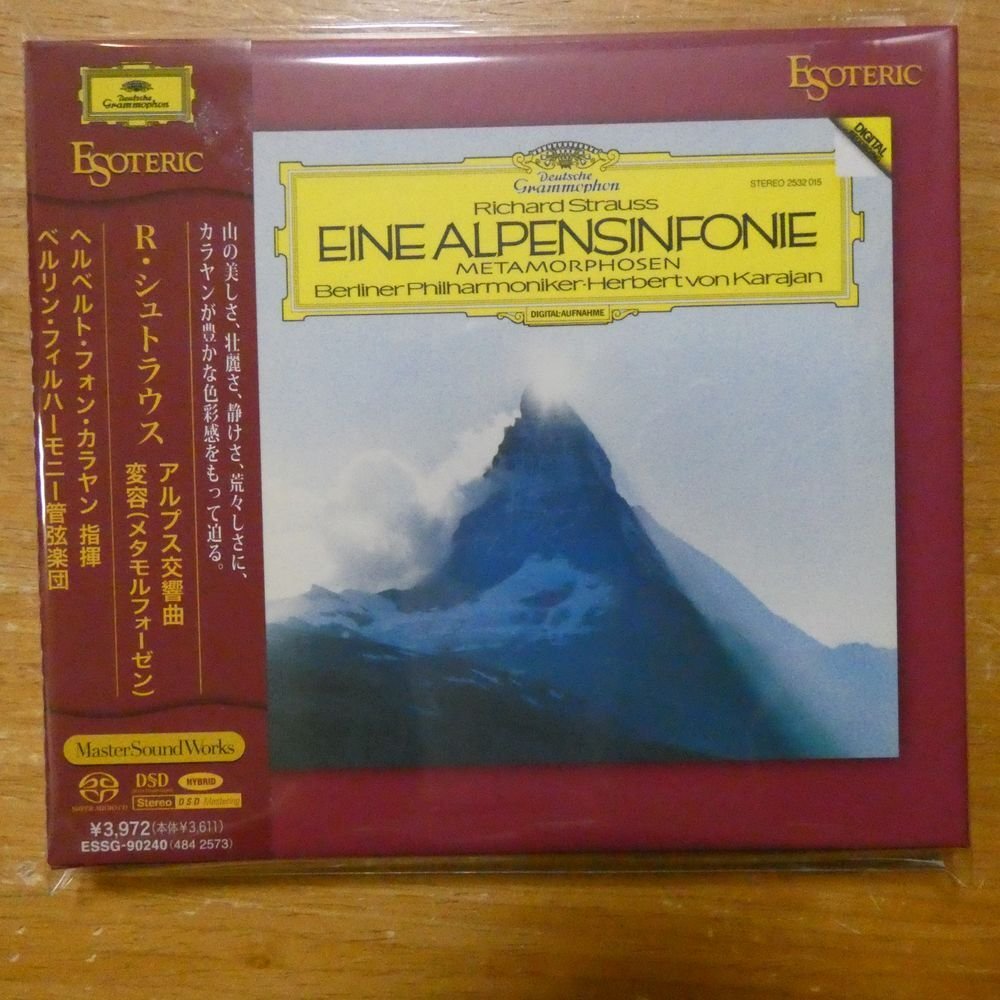 Deutsche
Grammophon
ESOTERIC
山の美しさ、壮麗さ、静けさ、荒々しさに、
カラヤンが豊かな色彩感をもって迫る。
R・シュトラウス
アルプス交響曲
変容(メタモルフォーゼン)
ヘルベルト・フォン・カラヤン 指揮
ベルリン・フィルハーモニー管弦楽団
MasterSoundWorks
SUPER AUDIO CD
DSD
HYBRID
Stereo
DSD Mastering
¥3,972(本体¥3,611)
ESSG-90240(484 2573)
ESOTERIC
DIGITAL
Deutsche
Grammophon
STEREO 2532 015
Richard Strauss
EINE ALPENSINFONIE
METAMORPHOSEN
Berliner Philharmoniker·Herbert von Karajan
DIGITAL-AUFNAHME